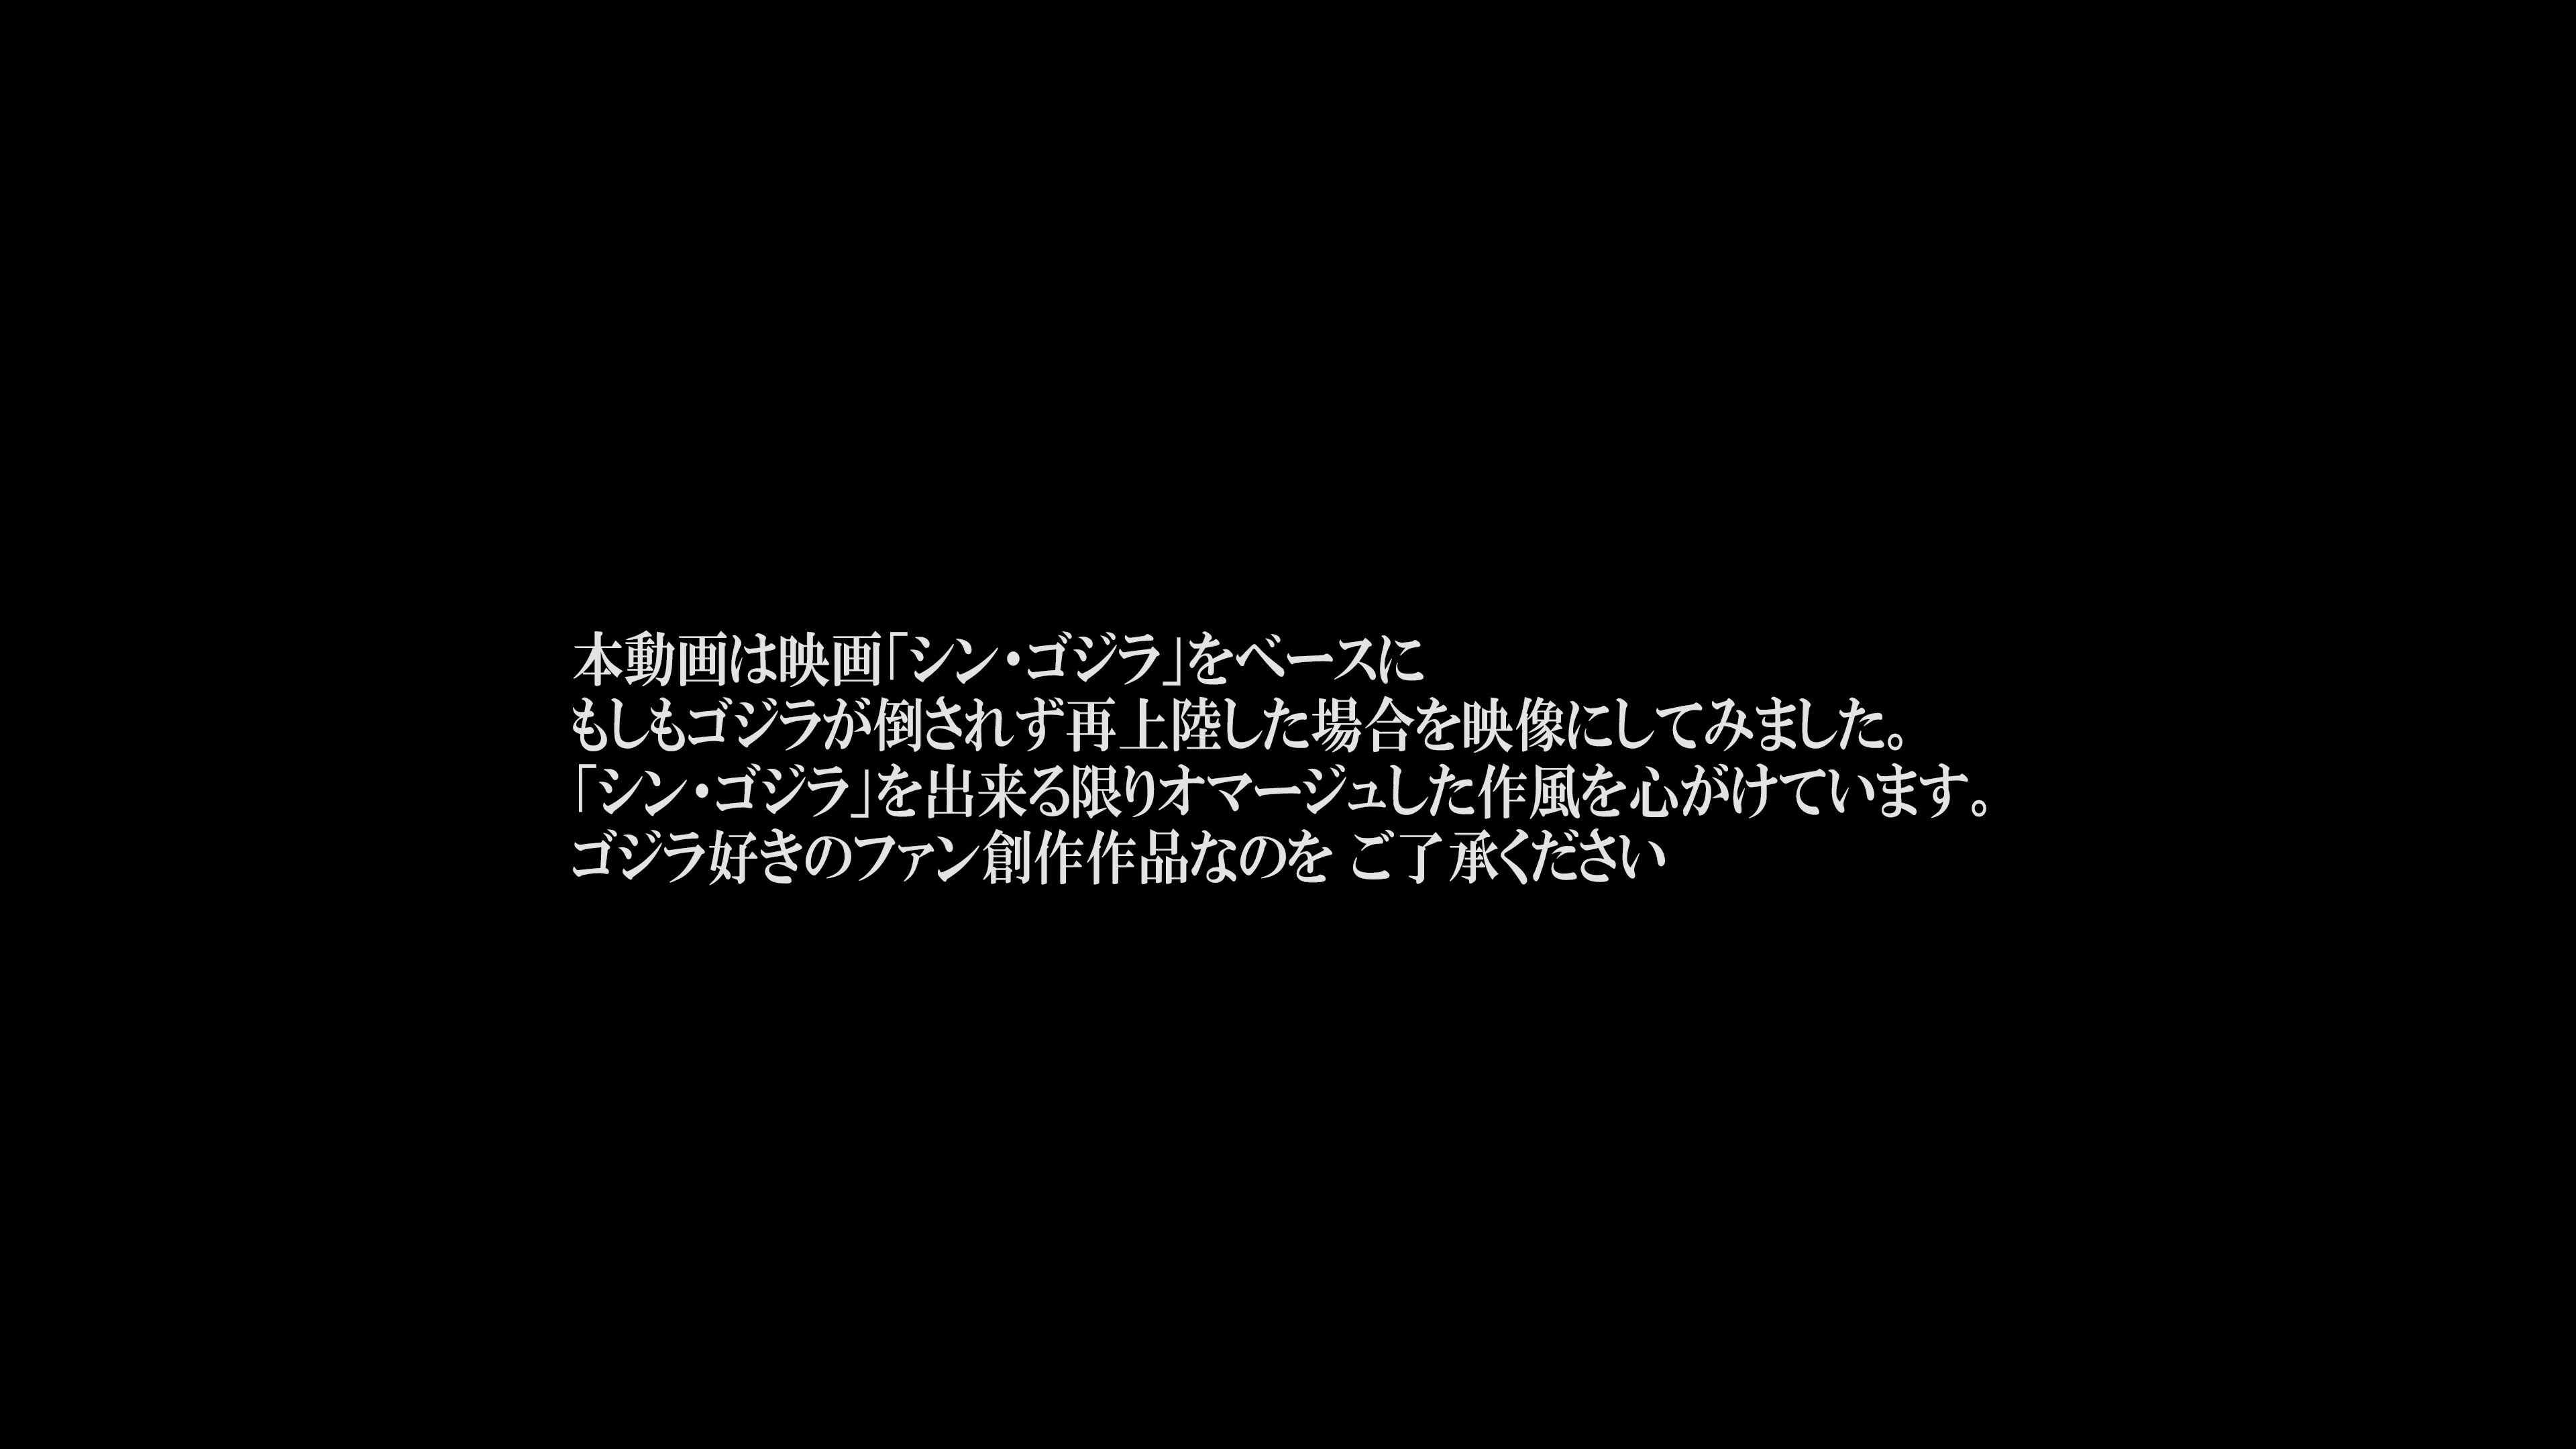 本動画は映画「シン・ゴジラ」をベースに
もしもゴジラが倒されず再上陸した場合を映像にしてみました。
「シン・ゴジラ」を出来る限りオマージュした作風を心がけています。
ゴジラ好きのファン創作作品なのを ご了承ください